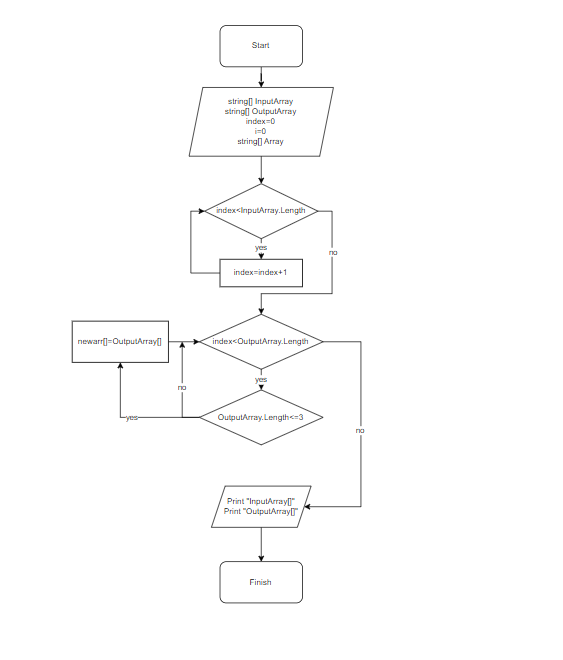 Start
string[] InputArray
string[] OutputArray
index=0
i=0
string[] Array
index<InputArray.Length
yes
no
index=index+1
newarr[]=OutputArray[]
index<OutputArray.Length
yes
no
OutputArray.Length<=3
yes
no
Print "InputArray[]"
Print "OutputArray[]"
Finish